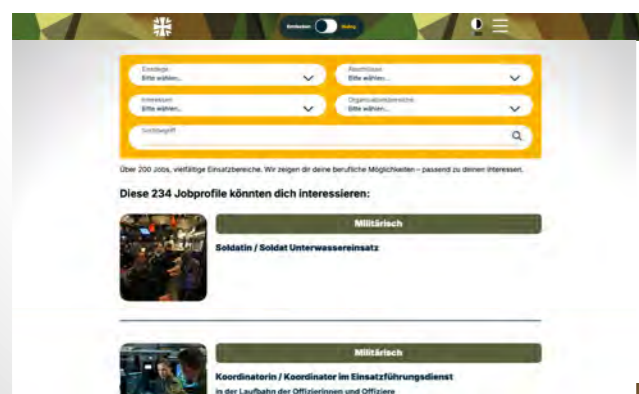 Entdecken Dialog
Einstiege
Bitte wählen...
Abschlüsse
Bitte wählen...
Interessen
Bitte wählen...
Organisationsbereiche
Bitte wählen...
Suchbegriff
Über 200 Jobs, vielfältige Einsatzbereiche. Wir zeigen dir deine berufliche Möglichkeiten – passend zu deinen Interessen.
Diese 234 Jobprofile könnten dich interessieren:
Militärisch
Soldatin / Soldat Unterwassereinsatz
Militärisch
Koordinatorin / Koordinator im Einsatzführungsdienst
in der Laufbahn der Offizierinnen und Offiziere